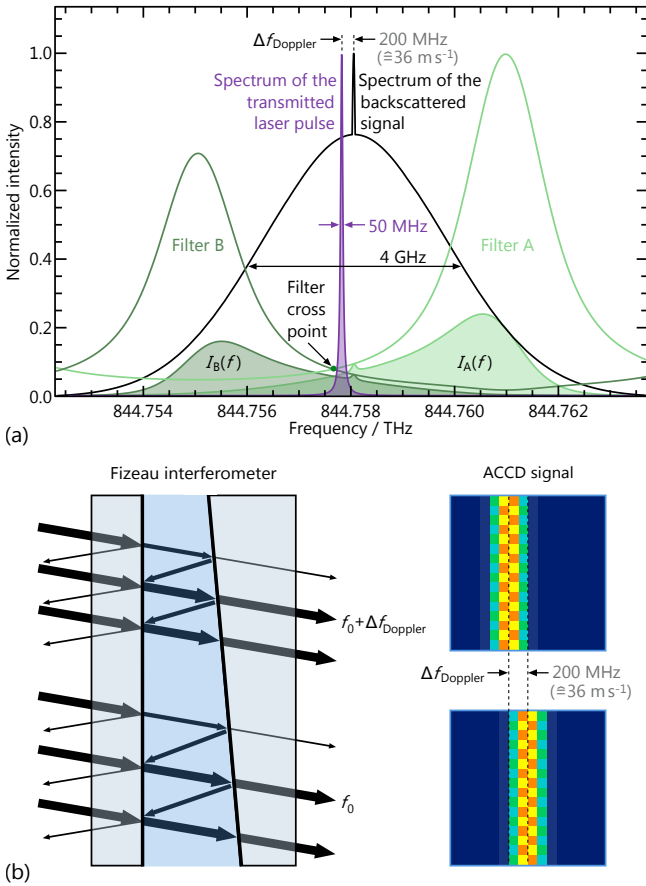 Δf_Doppler
200 MHz
(≙36 m s⁻¹)
Spectrum of the
transmitted
laser pulse
Spectrum of the
backscattered
signal
Filter B
50 MHz
Filter A
4 GHz
Filter
cross
point
I_B(f)
I_A(f)
Normalized intensity
1.0
0.8
0.6
0.4
0.2
0.0
844.754
844.756
844.758
844.760
844.762
Frequency / THz
(a)
Fizeau interferometer
ACCD signal
f₀+Δf_Doppler
Δf_Doppler
200 MHz
(≙36 m s⁻¹)
f₀
(b)